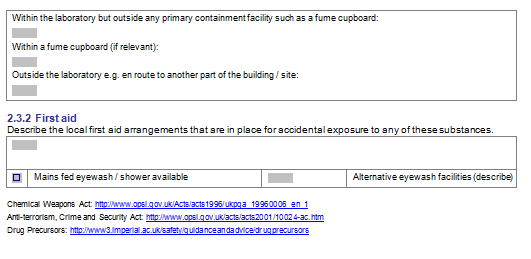 Within the laboratory but outside any primary containment facility such as a fume cupboard:
Within a fume cupboard (if relevant):
Outside the laboratory e.g. en route to another part of the building / site:
2.3.2 First aid
Describe the local first aid arrangements that are in place for accidental exposure to any of these substances.
Mains fed eyewash / shower available
Alternative eyewash facilities (describe)
Chemical Weapons Act: http://www.opsi.gov.uk/Acts/acts1996/ukpga_19960006_en_1
Anti-terrorism, Crime and Security Act: http://www.opsi.gov.uk/acts/acts2001/10024-ac.htm
Drug Precursors: http://www3.imperial.ac.uk/safety/guidanceandadvice/drugprecursors